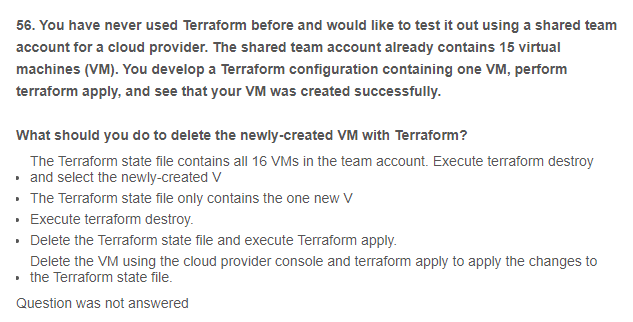 56. You have never used Terraform before and would like to test it out using a shared team
account for a cloud provider. The shared team account already contains 15 virtual
machines (VM). You develop a Terraform configuration containing one VM, perform
terraform apply, and see that your VM was created successfully.
What should you do to delete the newly-created VM with Terraform?
The Terraform state file contains all 16 VMs in the team account. Execute terraform destroy
• and select the newly-created V
• The Terraform state file only contains the one new V
• Execute terraform destroy.
• Delete the Terraform state file and execute Terraform apply.
Delete the VM using the cloud provider console and terraform apply to apply the changes to
• the Terraform state file.
Question was not answered